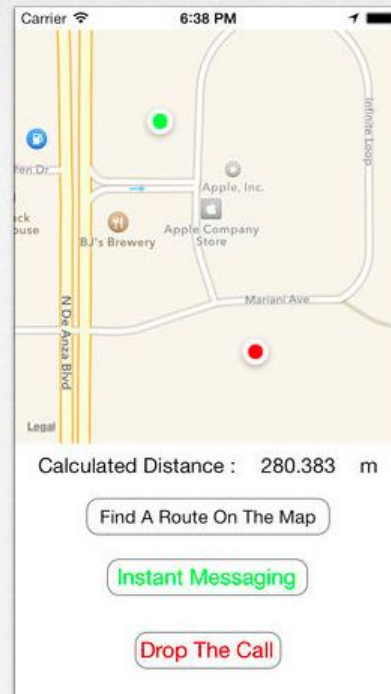 Carrier 6:38 PM
Infinite Loop
Apple, Inc.
Apple Company
Store
BJ's Brewery
Mariani Ave
N De Anza Blvd
Legal
Calculated Distance : 280.383 m
Find A Route On The Map
Instant Messaging
Drop The Call